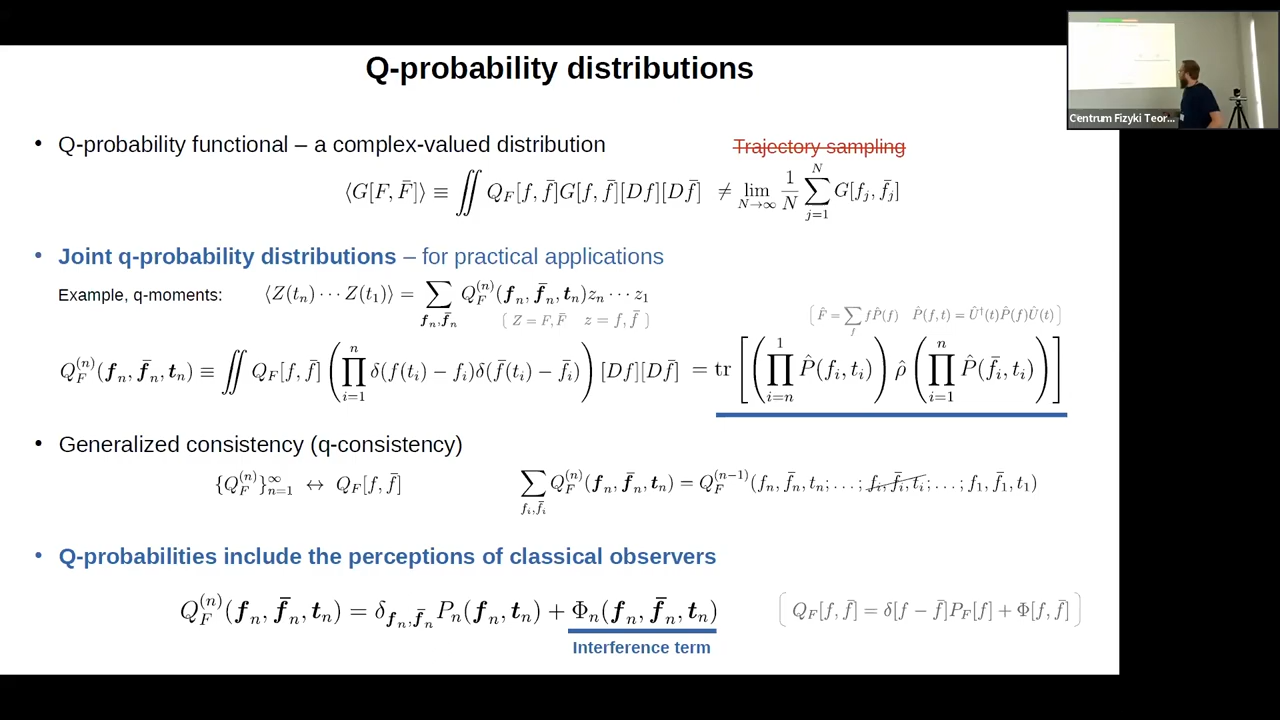 Q-probability distributions
Centrum Fizyki Teor...
• Q-probability functional – a complex-valued distribution
Trajectory sampling
⟨G[F, F̄]⟩ ≡ ∬ Q_F[f, f̄]G[f, f̄][Df][Df̄] ≠ lim_{N→∞} 1/N ∑_{j=1}^{N} G[f_j, f̄_j]
• Joint q-probability distributions – for practical applications
Example, q-moments: ⟨Z(t_n) ⋯ Z(t_1)⟩ = ∑_{𝒇_n, 𝒇̄_n} Q_F^{(n)}(𝒇_n, 𝒇̄_n, 𝒕_n)z_n ⋯ z_1
[ Z = F, F̄ z = f, f̄ ]
[ F̂ = ∑_f f P̂(f) P̂(f, t) = Û†(t)P̂(f)Û(t) ]
Q_F^{(n)}(𝒇_n, 𝒇̄_n, 𝒕_n) ≡ ∬ Q_F[f, f̄] (∏_{i=1}^{n} δ(f(t_i) − f_i)δ(f̄(t_i) − f̄_i)) [Df][Df̄] = tr [(∏_{i=n}^{1} P̂(f_i, t_i)) ρ̂ (∏_{i=1}^{n} P̂(f̄_i, t_i))]
• Generalized consistency (q-consistency)
{Q_F^{(n)}}_{n=1}^{∞} ↔ Q_F[f, f̄] ∑_{f_i, f̄_i} Q_F^{(n)}(𝒇_n, 𝒇̄_n, 𝒕_n) = Q_F^{(n−1)}(f_n, f̄_n, t_n; …; f_i, f̄_i, t_i; …; f_1, f̄_1, t_1)
• Q-probabilities include the perceptions of classical observers
Q_F^{(n)}(𝒇_n, 𝒇̄_n, 𝒕_n) = δ_{𝒇_n, 𝒇̄_n} P_n(𝒇_n, 𝒕_n) + Φ_n(𝒇_n, 𝒇̄_n, 𝒕_n) [ Q_F[f, f̄] = δ[f − f̄]P_F[f] + Φ[f, f̄] ]
Interference term